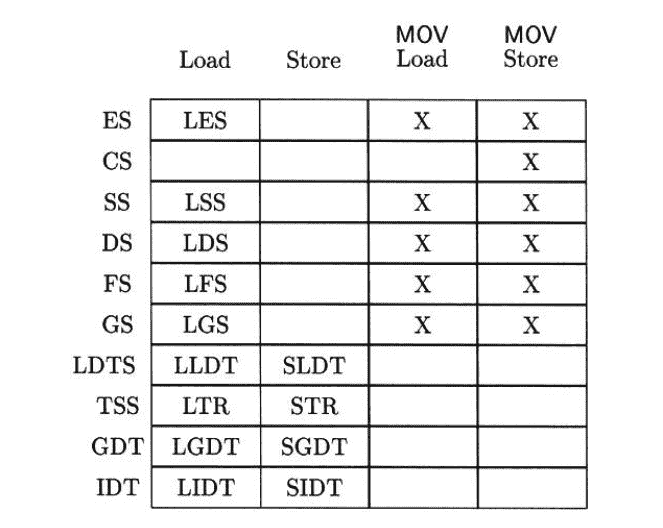 MOV MOV
Load Store Load Store
ES LES X X
CS X
SS LSS X X
DS LDS X X
FS LFS X X
GS LGS X X
LDTS LLDT SLDT
TSS LTR STR
GDT LGDT SGDT
IDT LIDT SIDT